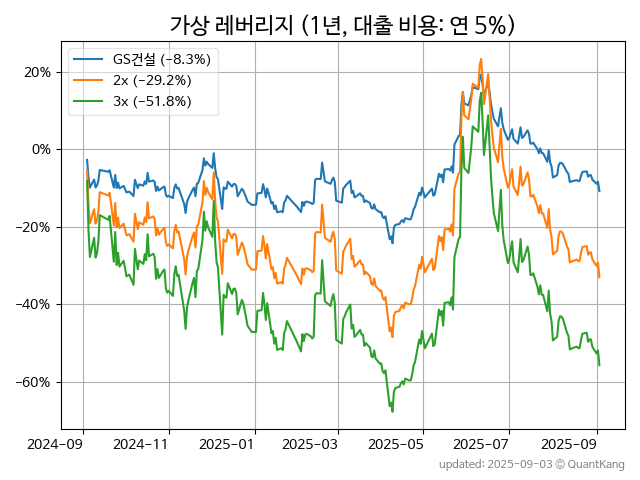 가상 레버리지 (1년, 대출 비용: 연 5%)
GS건설 (−8.3%)
2x (−29.2%)
3x (−51.8%)
20%
0%
−20%
−40%
−60%
2024-09 2024-11 2025-01 2025-03 2025-05 2025-07 2025-09
updated: 2025-09-03 © QuantKang